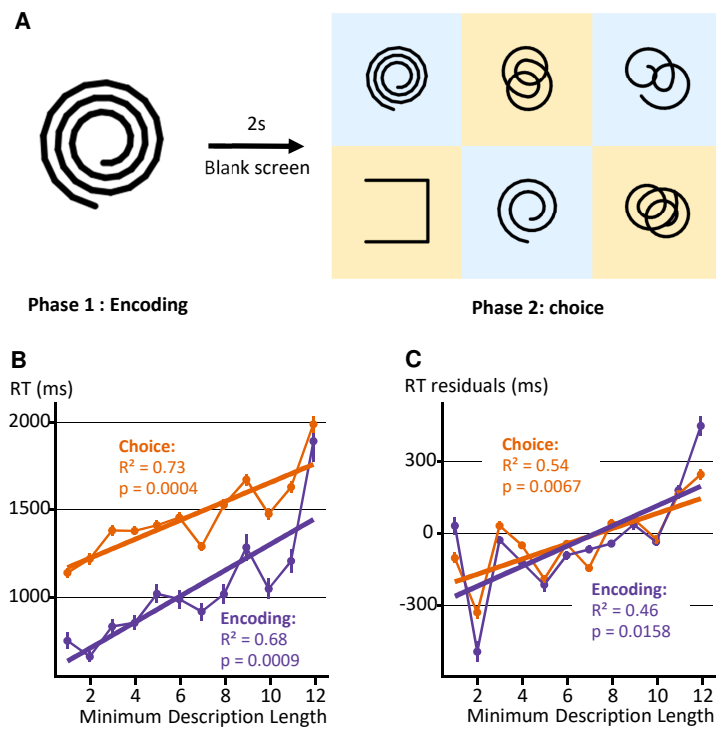 A
2s
Blank screen
Phase 1 : Encoding
Phase 2: choice
B
RT (ms)
2000
1500
1000
Choice:
R² = 0.73
p = 0.0004
Encoding:
R² = 0.68
p = 0.0009
2 4 6 8 10 12
Minimum Description Length
C
RT residuals (ms)
300
0
-300
Choice:
R² = 0.54
p = 0.0067
Encoding:
R² = 0.46
p = 0.0158
2 4 6 8 10 12
Minimum Description Length